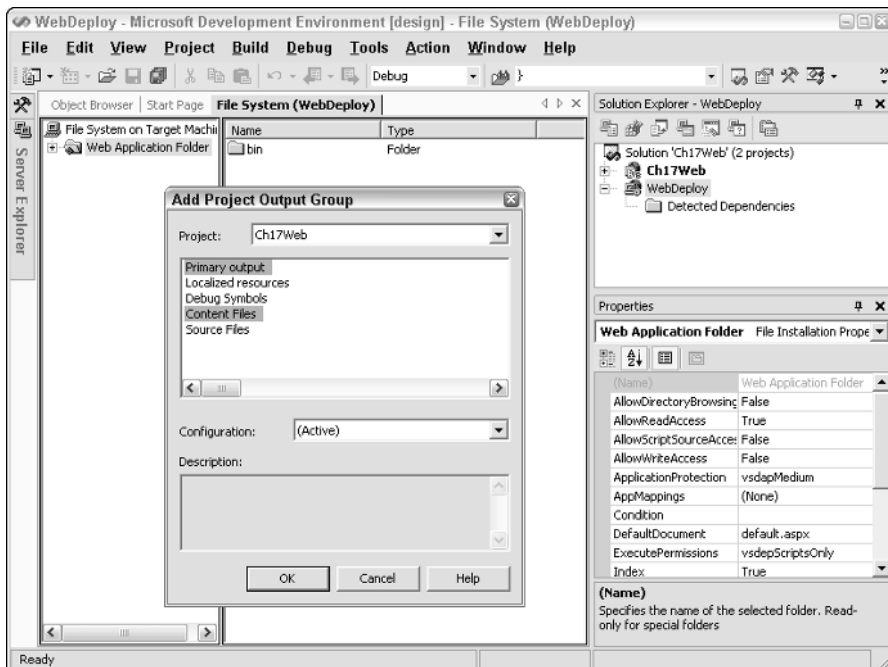 WebDeploy - Microsoft Development Environment [design] - File System (WebDeploy)
File Edit View Project Build Debug Tools Action Window Help
Debug
}
Object Browser Start Page File System (WebDeploy)
Server Explorer
File System on Target Machi
Web Application Folder
Name Type
bin Folder
Add Project Output Group
Project: Ch17Web
Primary output
Localized resources
Debug Symbols
Content Files
Source Files
Configuration: (Active)
Description:
OK Cancel Help
Solution Explorer - WebDeploy
Solution 'Ch17Web' (2 projects)
Ch17Web
WebDeploy
Detected Dependencies
Properties
Web Application Folder File Installation Prope
(Name) Web Application Folder
AllowDirectoryBrowsing False
AllowReadAccess True
AllowScriptSourceAcces False
AllowWriteAccess False
ApplicationProtection vsdapMedium
AppMappings (None)
Condition
DefaultDocument default.aspx
ExecutePermissions vsdepScriptsOnly
Index True
(Name)
Specifies the name of the selected folder. Read-
only for special folders
Ready